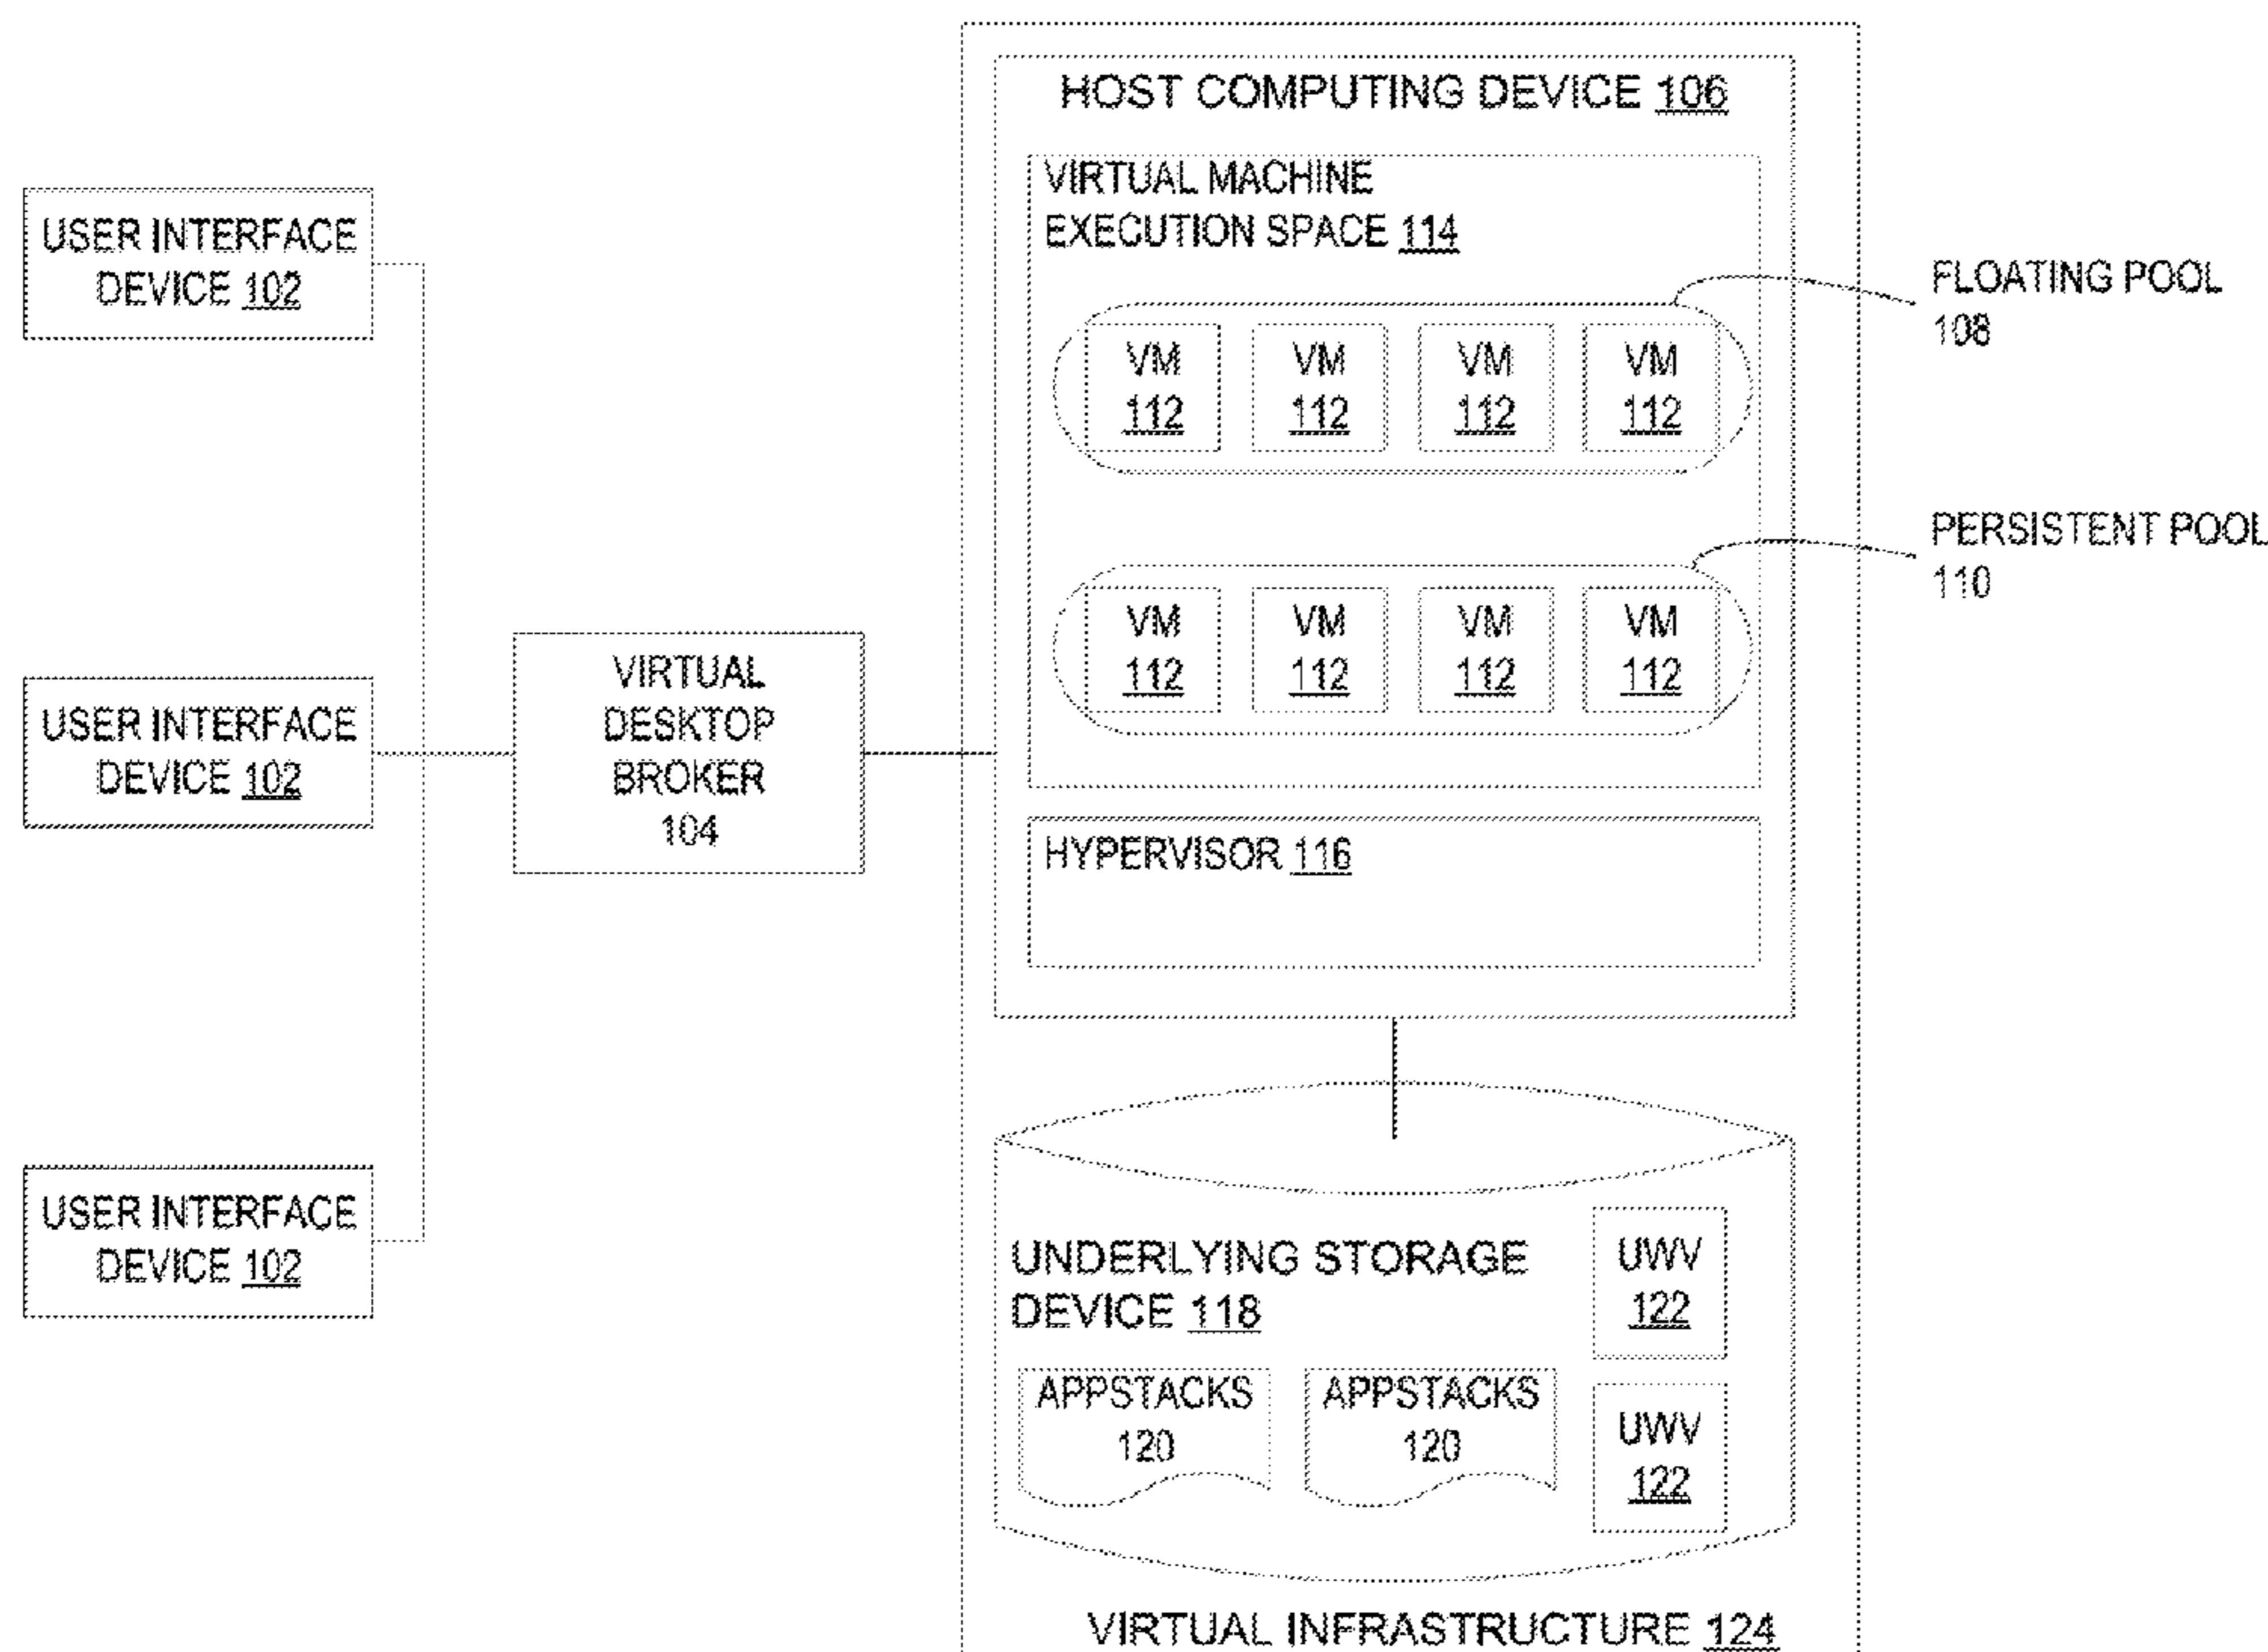 HOST COMPUTING DEVICE 106
VIRTUAL MACHINE
EXECUTION SPACE 114
USER INTERFACE
DEVICE 102
FLOATING POOL
108
VM
112
VM
112
VM
112
VM
112
PERSISTENT POOL
110
VM
112
VM
112
VM
112
VM
112
USER INTERFACE
DEVICE 102
VIRTUAL
DESKTOP
BROKER
104
HYPERVISOR 116
USER INTERFACE
DEVICE 102
UNDERLYING STORAGE
DEVICE 118
UWV
122
APPSTACKS
120
APPSTACKS
120
UWV
122
VIRTUAL INFRASTRUCTURE 124